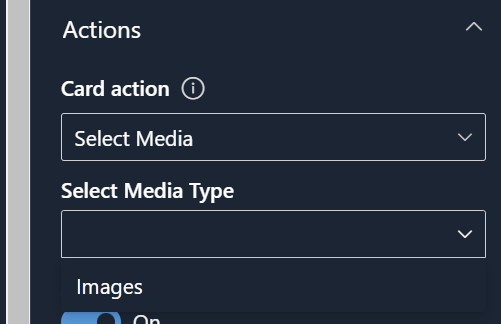 Actions
Card action
Select Media
Select Media Type
Images
On